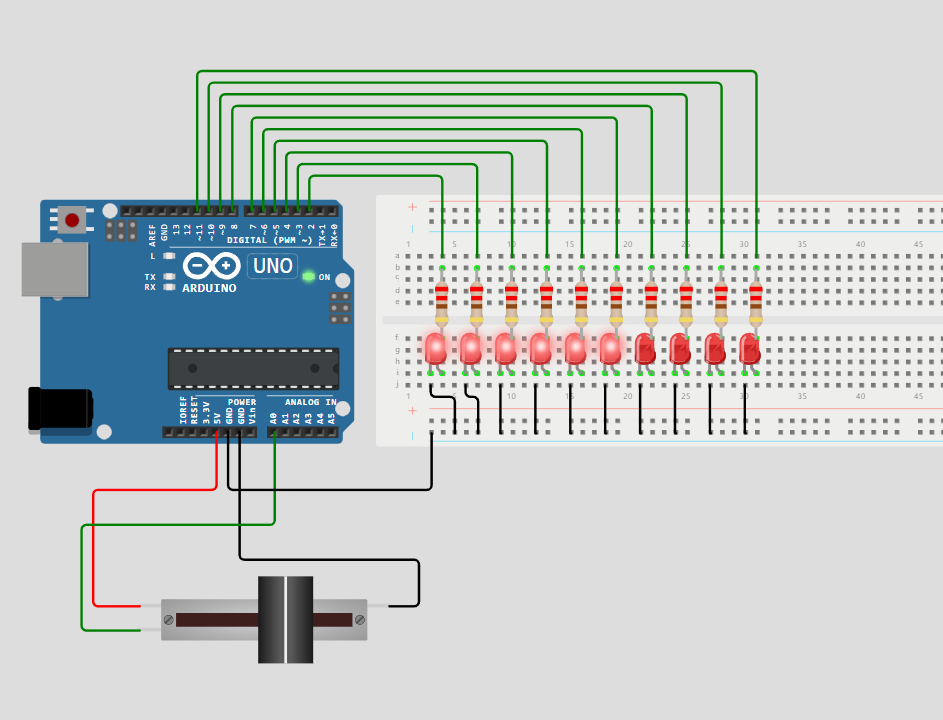 AREF
GND
13
12
~11
~10
~9
8
7
~6
~5
4
~3
2
TX→1
RX←0
DIGITAL (PWM ~)
L
TX
RX
UNO
ARDUINO
ON
IOREF
RESET
3.3V
5V
GND
GND
Vin
POWER
ANALOG IN
A0
A1
A2
A3
A4
A5
+
1 5 10 15 20 25 30 35 40 45
a
b
c
d
e
f
g
h
i
j
1 5 10 15 20 25 30 35 40 45
+